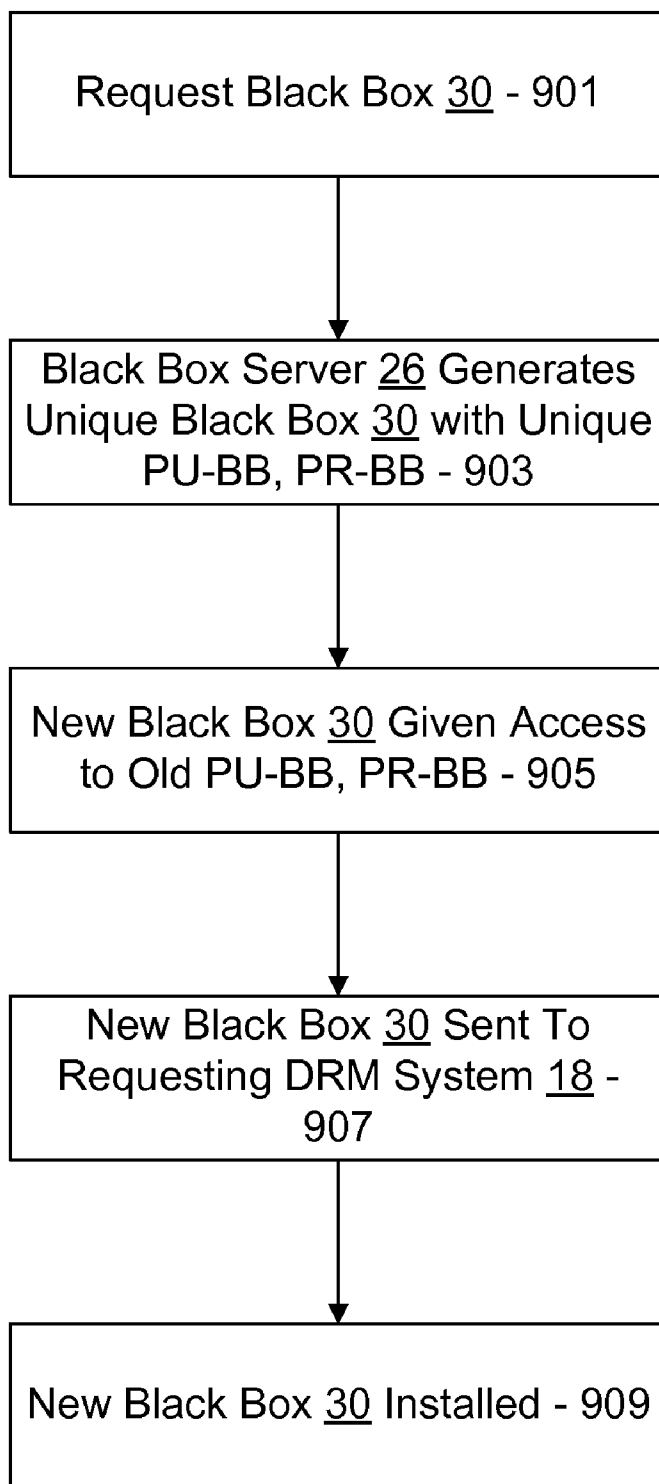 Request Black Box 30 - 901
Black Box Server 26 Generates
Unique Black Box 30 with Unique
PU-BB, PR-BB - 903
New Black Box 30 Given Access
to Old PU-BB, PR-BB - 905
New Black Box 30 Sent To
Requesting DRM System 18 -
907
New Black Box 30 Installed - 909